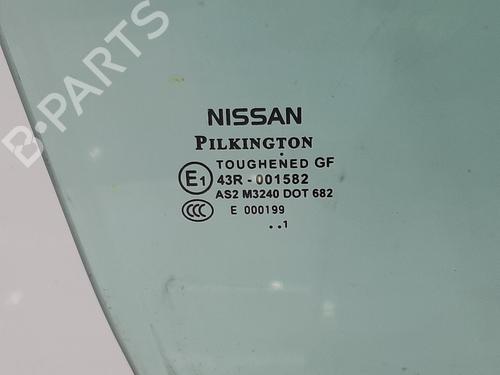 B-PARTS
NISSAN
PILKINGTON
TOUGHENED GF
E1 43R-001582
AS2 M3240 DOT 682
CCC E 000199
..1